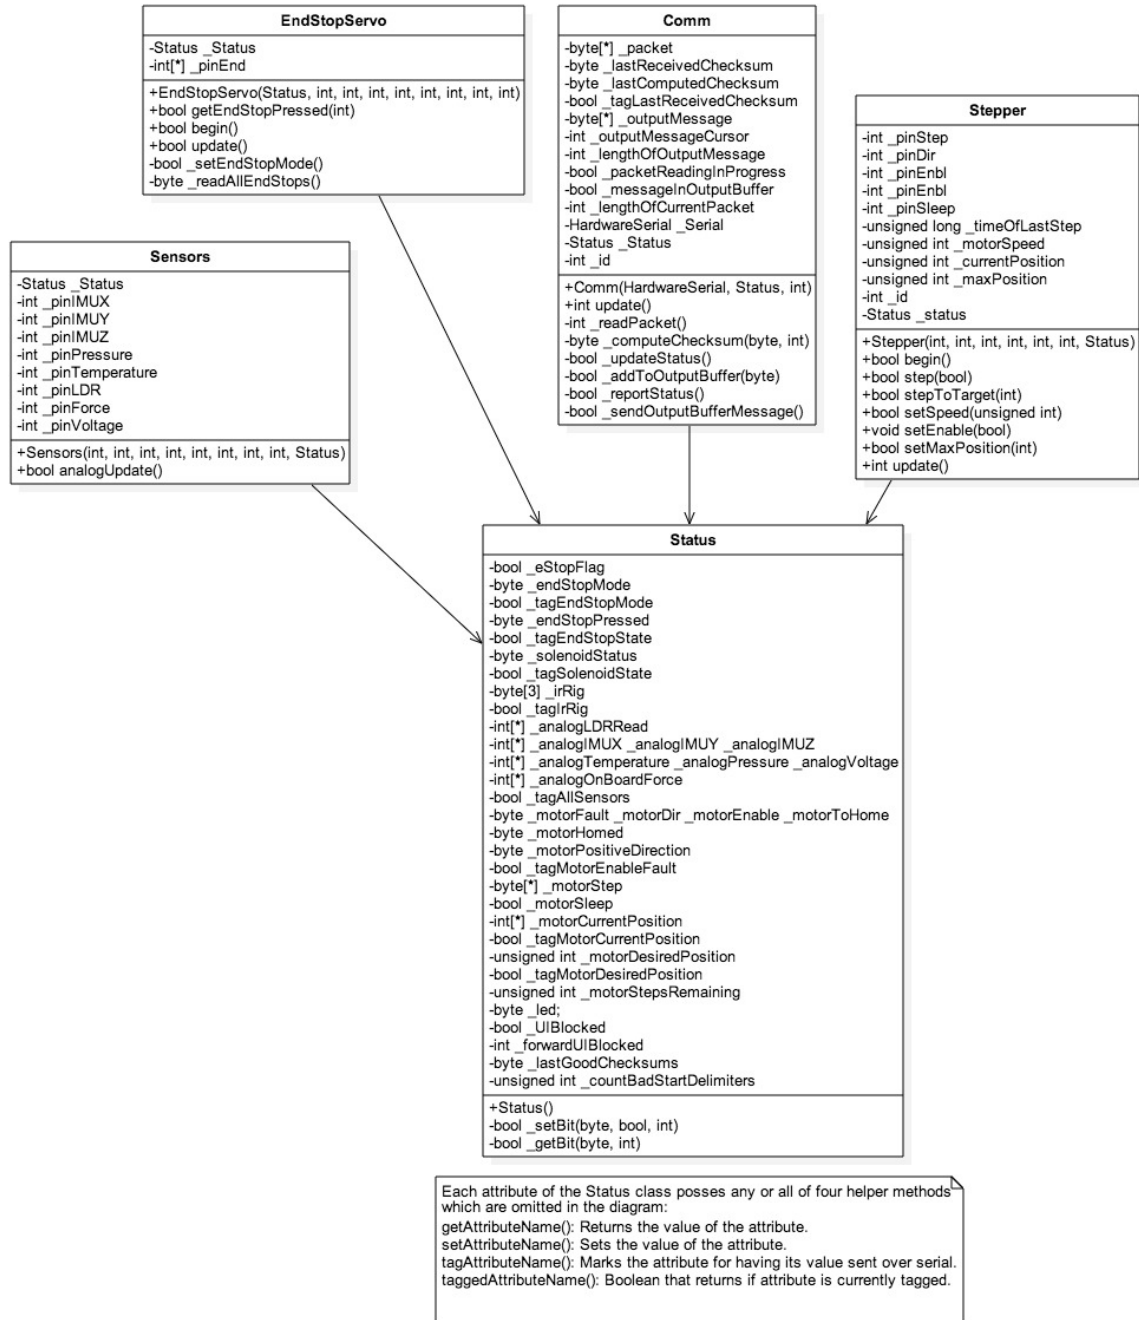 EndStopServo
-Status _Status
-int[*] _pinEnd
+EndStopServo(Status, int, int, int, int, int, int, int, int)
+bool getEndStopPressed(int)
+bool begin()
+bool update()
-bool _setEndStopMode()
-byte _readAllEndStops()
Comm
-byte[*] _packet
-byte _lastReceivedChecksum
-byte _lastComputedChecksum
-bool _tagLastReceivedChecksum
-byte[*] _outputMessage
-int _outputMessageCursor
-int _lengthOfOutputMessage
-bool _packetReadingInProgress
-bool _messageInOutputBuffer
-int _lengthOfCurrentPacket
-HardwareSerial _Serial
-Status _Status
-int _id
+Comm(HardwareSerial, Status, int)
+int update()
-int _readPacket()
-byte _computeChecksum(byte, int)
-bool _updateStatus()
-bool _addToOutputBuffer(byte)
-bool _reportStatus()
-bool _sendOutputBufferMessage()
Stepper
-int _pinStep
-int _pinDir
-int _pinEnbl
-int _pinEnbl
-int _pinSleep
-unsigned long _timeOfLastStep
-unsigned int _motorSpeed
-unsigned int _currentPosition
-unsigned int _maxPosition
-int _id
-Status _status
+Stepper(int, int, int, int, int, int, Status)
+bool begin()
+bool step(bool)
+bool stepToTarget(int)
+bool setSpeed(unsigned int)
+void setEnable(bool)
+bool setMaxPosition(int)
+int update()
Sensors
-Status _Status
-int _pinIMUX
-int _pinIMUY
-int _pinIMUZ
-int _pinPressure
-int _pinTemperature
-int _pinLDR
-int _pinForce
-int _pinVoltage
+Sensors(int, int, int, int, int, int, int, int, Status)
+bool analogUpdate()
Status
-bool _eStopFlag
-byte _endStopMode
-bool _tagEndStopMode
-byte _endStopPressed
-bool _tagEndStopState
-byte _solenoidStatus
-bool _tagSolenoidState
-byte[3] _irRig
-bool _tagIrRig
-int[*] _analogLDRRead
-int[*] _analogIMUX _analogIMUY _analogIMUZ
-int[*] _analogTemperature _analogPressure _analogVoltage
-int[*] _analogOnBoardForce
-bool _tagAllSensors
-byte _motorFault _motorDir _motorEnable _motorToHome
-byte _motorHomed
-byte _motorPositiveDirection
-bool _tagMotorEnableFault
-byte[*] _motorStep
-bool _motorSleep
-int[*] _motorCurrentPosition
-bool _tagMotorCurrentPosition
-unsigned int _motorDesiredPosition
-bool _tagMotorDesiredPosition
-unsigned int _motorStepsRemaining
-byte _led;
-bool _UIBlocked
-int _forwardUIBlocked
-byte _lastGoodChecksums
-unsigned int _countBadStartDelimiters
+Status()
-bool _setBit(byte, bool, int)
-bool _getBit(byte, int)
Each attribute of the Status class posses any or all of four helper methods
which are omitted in the diagram:
getAttributeName(): Returns the value of the attribute.
setAttributeName(): Sets the value of the attribute.
tagAttributeName(): Marks the attribute for having its value sent over serial.
taggedAttributeName(): Boolean that returns if attribute is currently tagged.